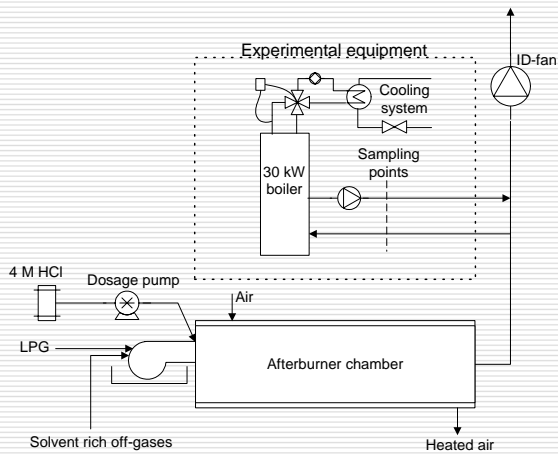 ID-fan
Experimental equipment
Cooling
system
30 kW
boiler
Sampling
points
4 M HCl
Dosage pump
Air
LPG
Afterburner chamber
Solvent rich off-gases
Heated air